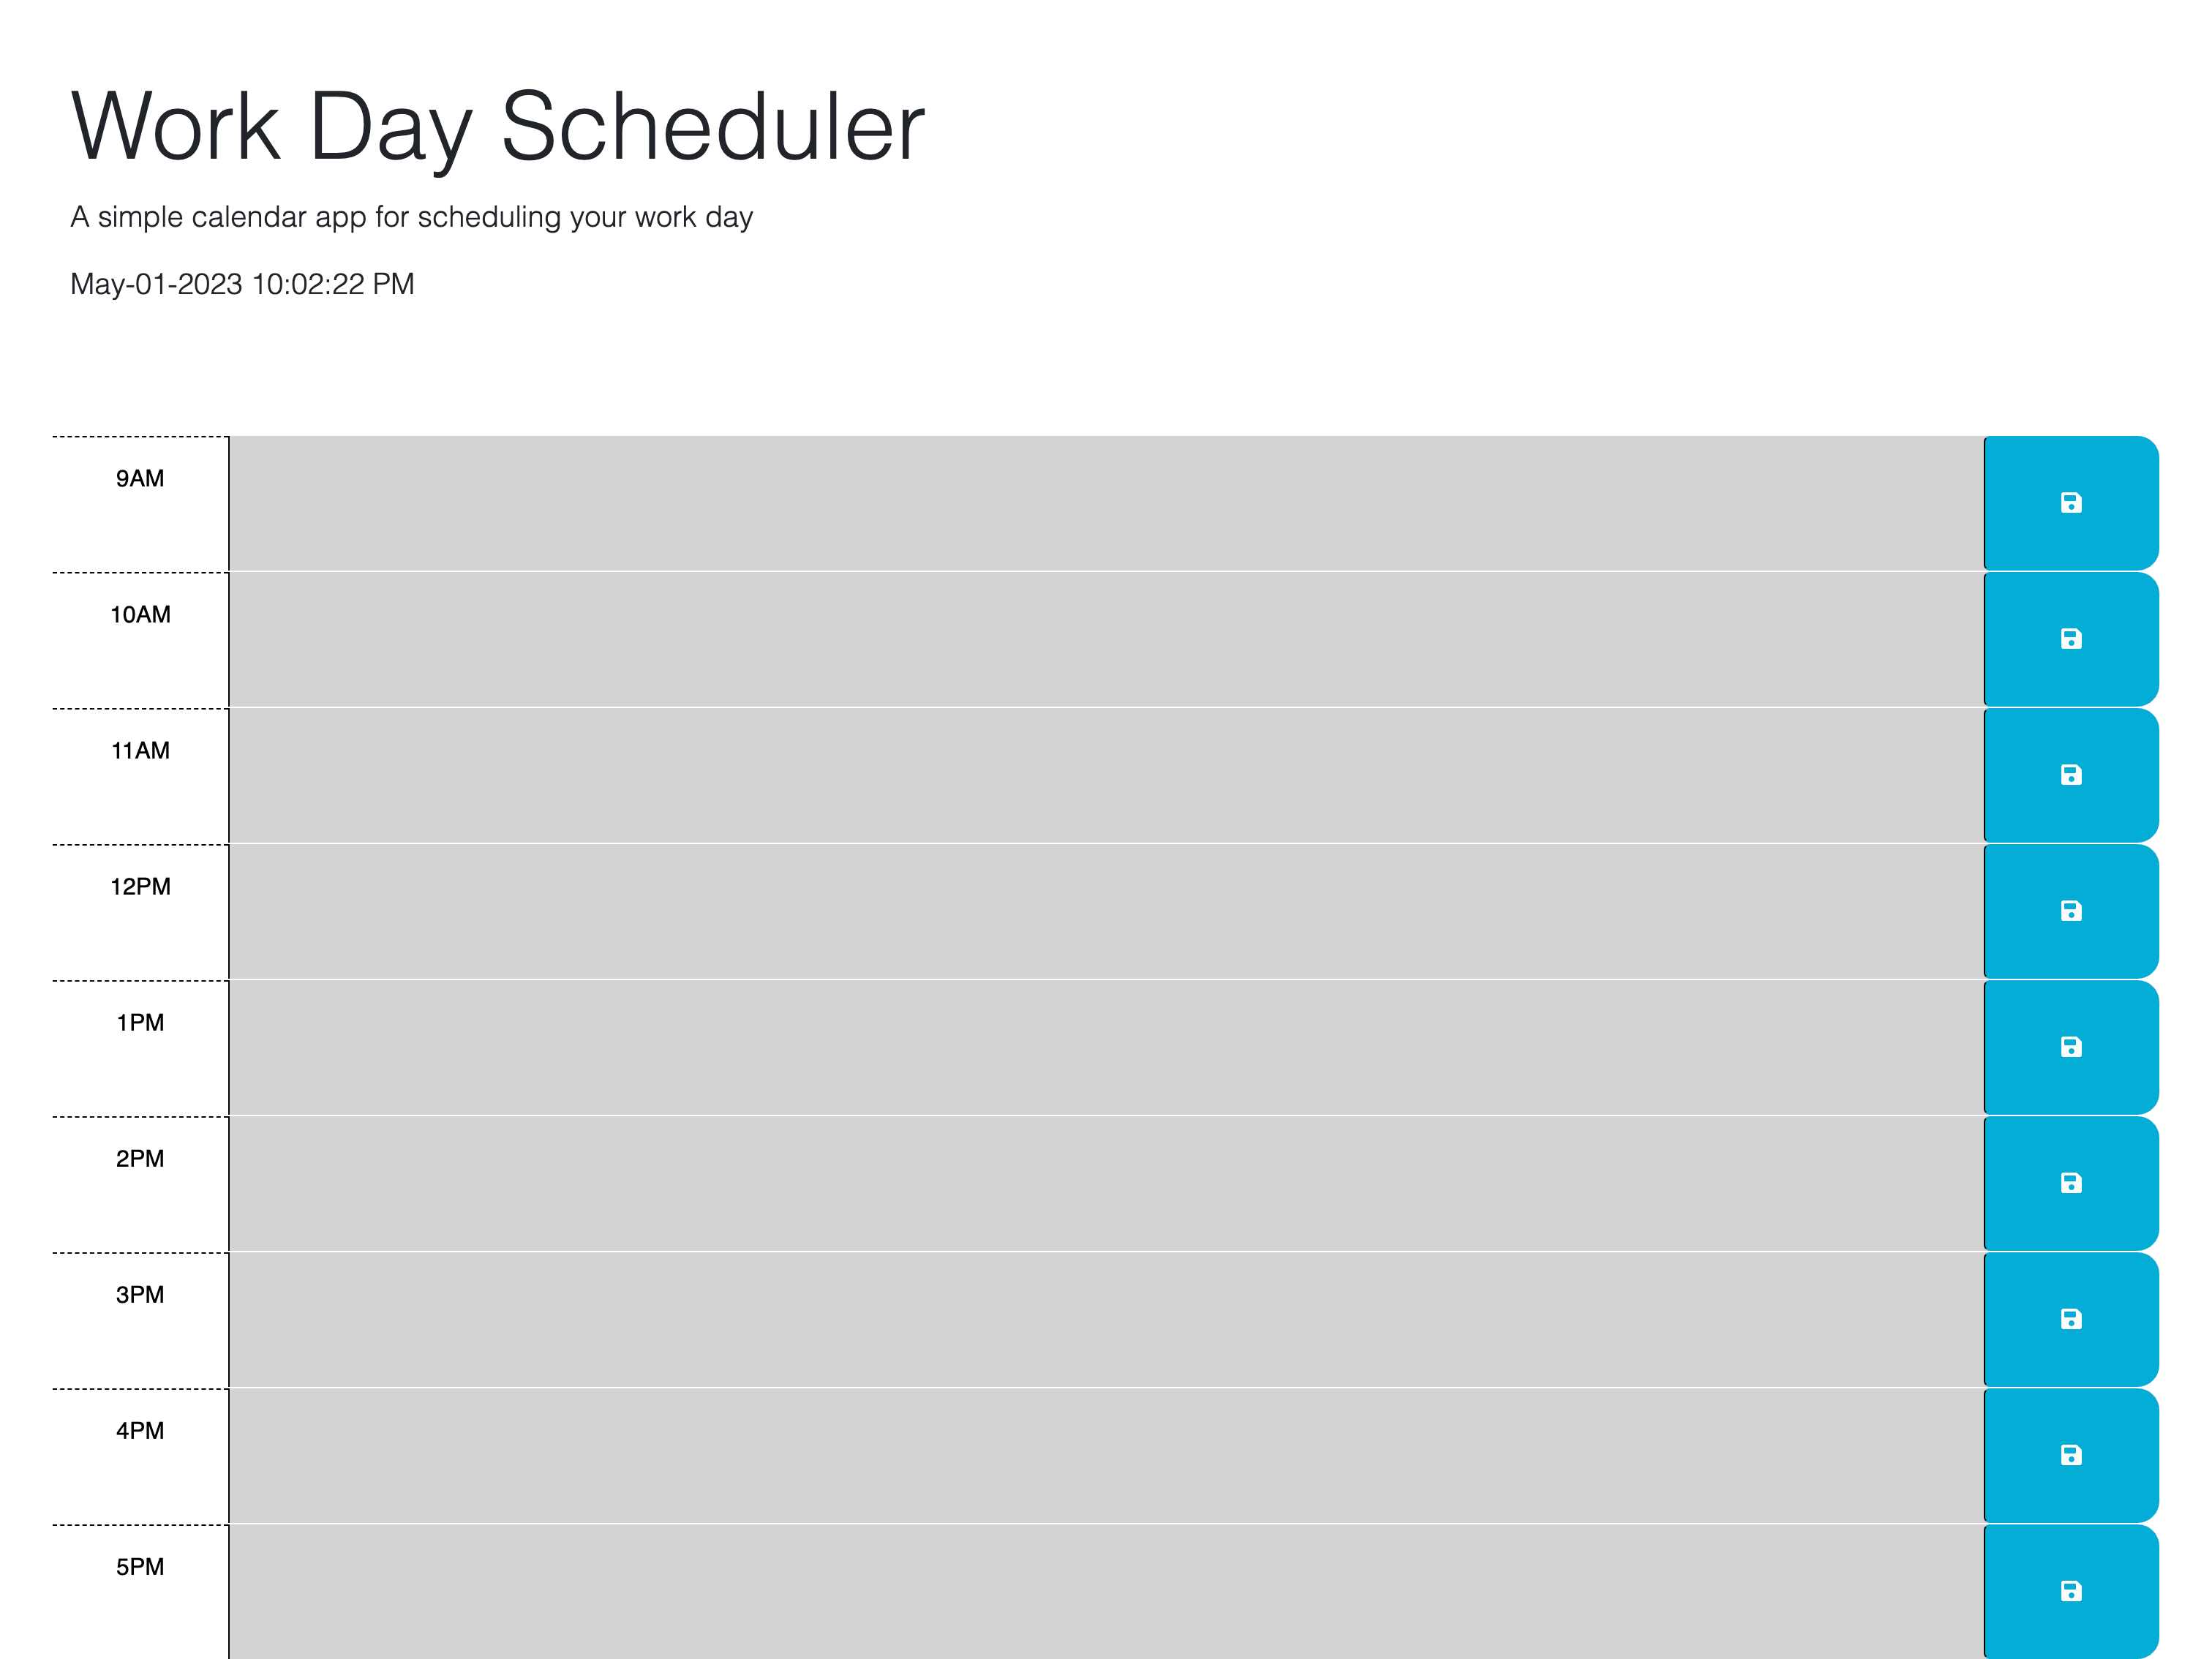 Work Day Scheduler
A simple calendar app for scheduling your work day
May-01-2023 10:02:22 PM
9AM
10AM
11AM
12PM
1PM
2PM
3PM
4PM
5PM